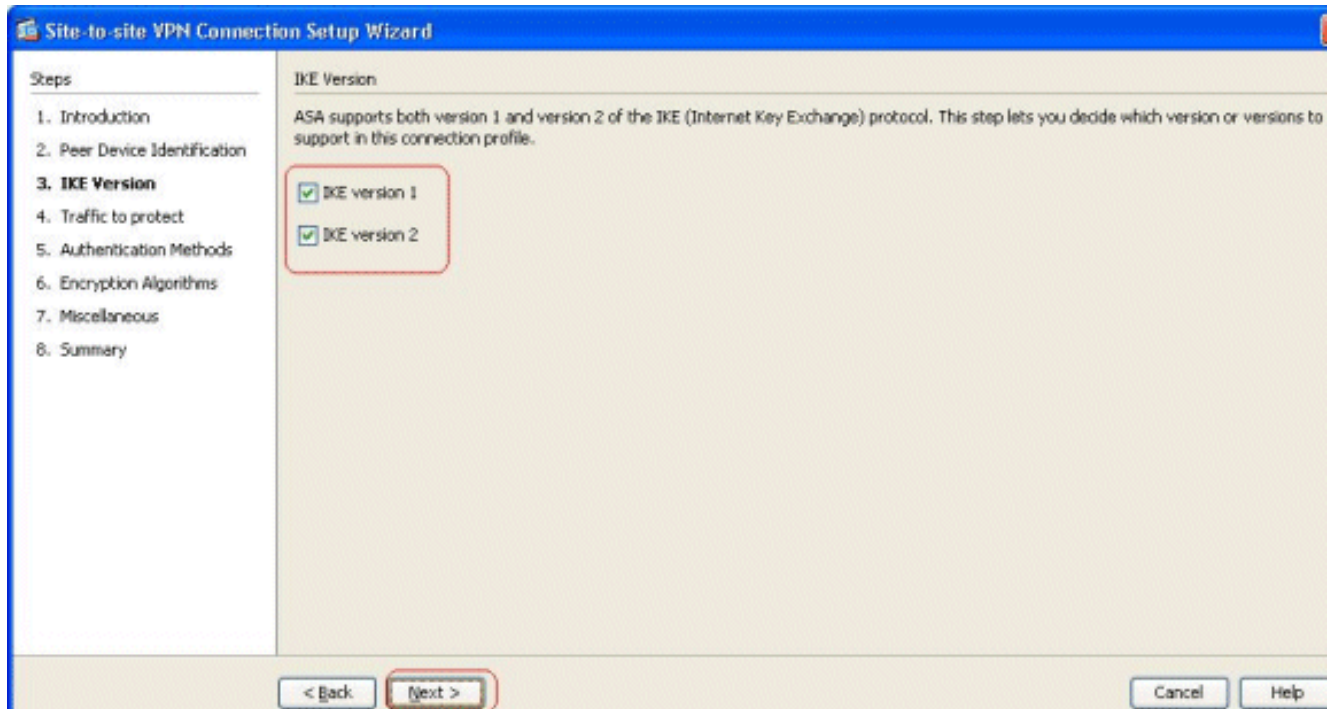 Site-to-site VPN Connection Setup Wizard
Steps
1. Introduction
2. Peer Device Identification
3. IKE Version
4. Traffic to protect
5. Authentication Methods
6. Encryption Algorithms
7. Miscellaneous
8. Summary
IKE Version
ASA supports both version 1 and version 2 of the IKE (Internet Key Exchange) protocol. This step lets you decide which version or versions to
support in this connection profile.
IKE version 1
IKE version 2
< Back
Next >
Cancel
Help